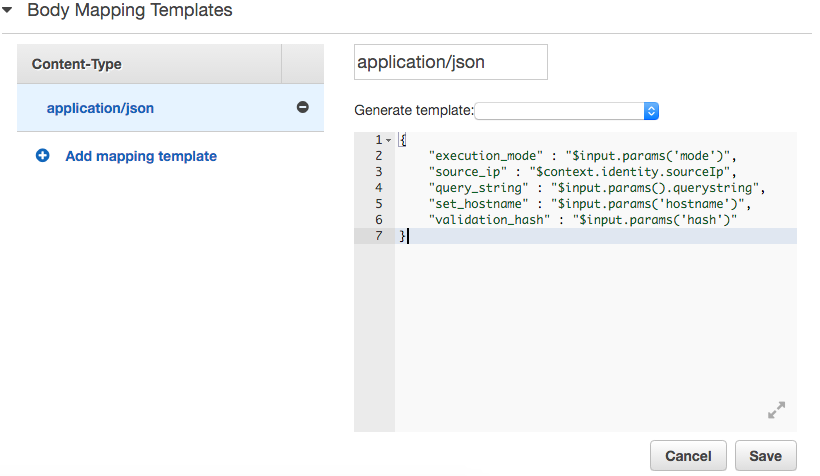 Body Mapping Templates
Content-Type
application/json
Add mapping template
application/json
Generate template:
1 {
2 "execution_mode" : "$input.params('mode')",
3 "source_ip" : "$context.identity.sourceIp",
4 "query_string" : "$input.params().querystring",
5 "set_hostname" : "$input.params('hostname')",
6 "validation_hash" : "$input.params('hash')"
7 }
Cancel Save